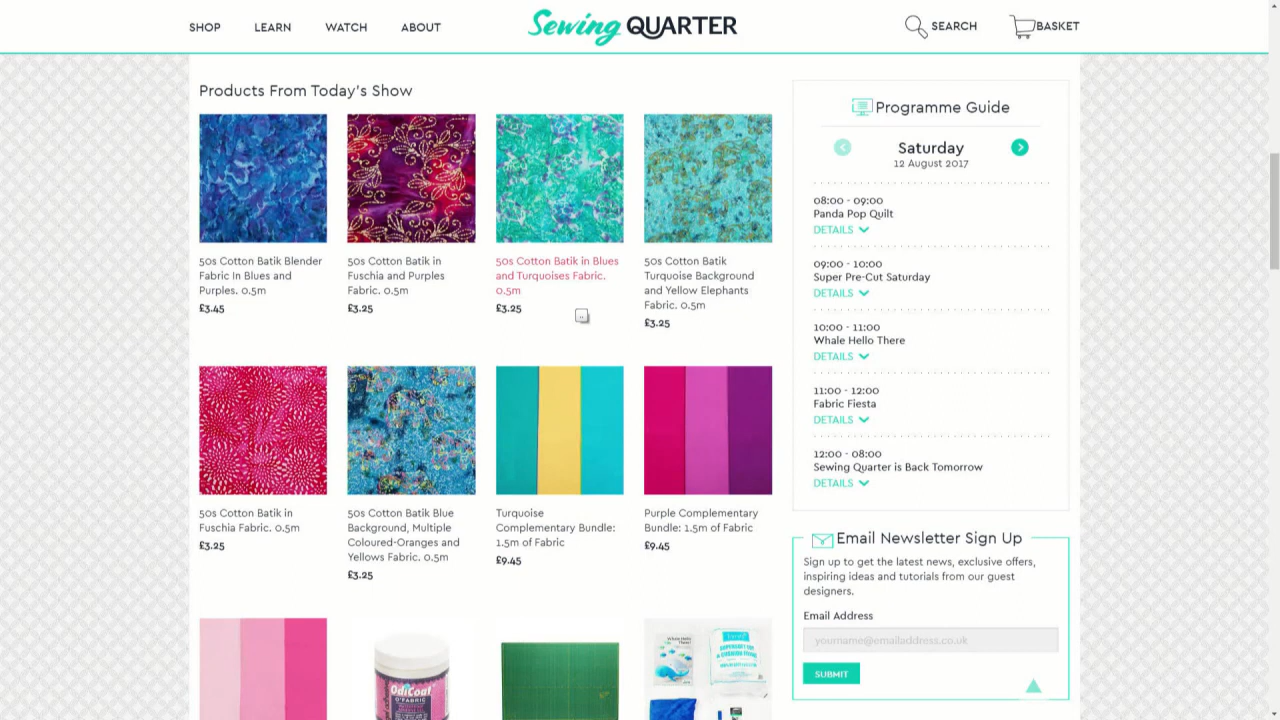 SHOP
LEARN
WATCH
ABOUT
Sewing QUARTER
SEARCH
BASKET
Products From Today's Show
50s Cotton Batik Blender
Fabric In Blues and
Purples. 0.5m
£3.45
50s Cotton Batik in
Fuschia and Purples
Fabric. 0.5m
£3.25
50s Cotton Batik in Blues
and Turquoises Fabric.
0.5m
£3.25
50s Cotton Batik
Turquoise Background
and Yellow Elephants
Fabric. 0.5m
£3.25
50s Cotton Batik in
Fuschia Fabric. 0.5m
£3.25
50s Cotton Batik Blue
Background, Multiple
Coloured-Oranges and
Yellows Fabric. 0.5m
£3.25
Turquoise
Complementary Bundle:
1.5m of Fabric
£9.45
Purple Complementary
Bundle: 1.5m of Fabric
£9.45
OdiCoat
Whale Hello
There!
Programme Guide
Saturday
12 August 2017
08:00 - 09:00
Panda Pop Quilt
DETAILS
09:00 - 10:00
Super Pre-Cut Saturday
DETAILS
10:00 - 11:00
Whale Hello There
DETAILS
11:00 - 12:00
Fabric Fiesta
DETAILS
12:00 - 08:00
Sewing Quarter is Back Tomorrow
DETAILS
Email Newsletter Sign Up
Sign up to get the latest news, exclusive offers,
inspiring ideas and tutorials from our guest
designers.
Email Address
yourname@emailaddress.co.uk
SUBMIT